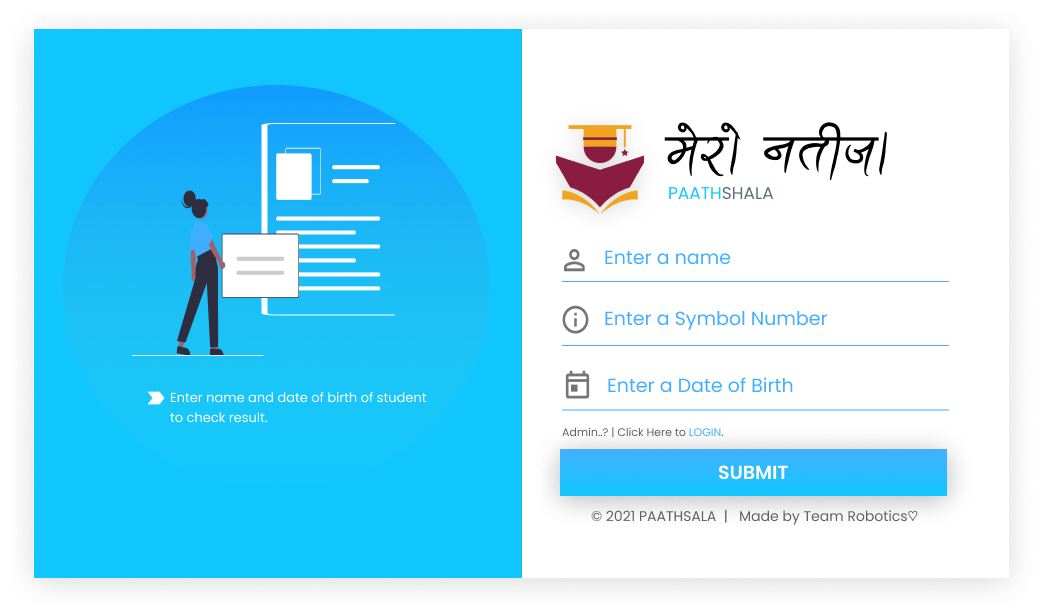 मेरो नतीजा
PAATHSHALA
Enter a name
Enter a Symbol Number
Enter a Date of Birth
Admin..? | Click Here to LOGIN.
SUBMIT
© 2021 PAATHSALA | Made by Team Robotics♡
Enter name and date of birth of student
to check result.